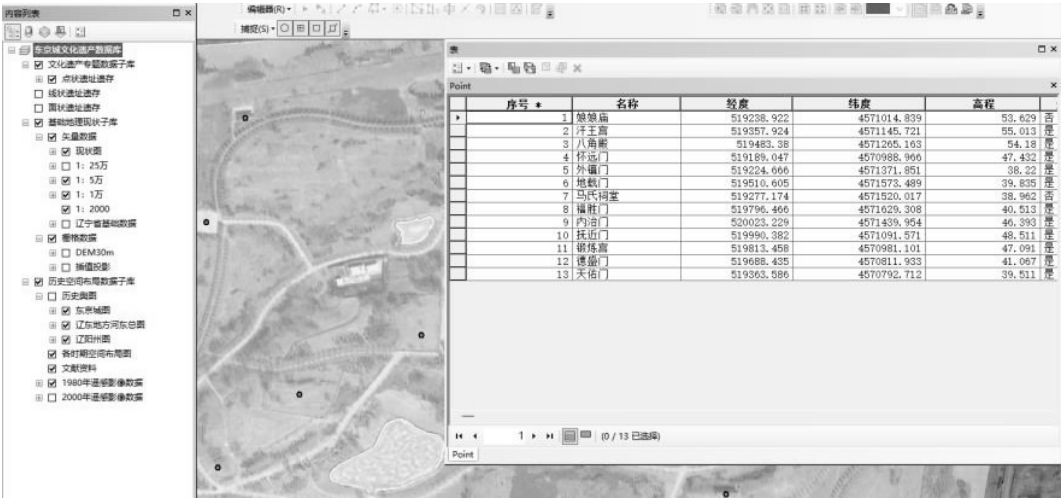 内容列表
编辑器(R)
捕捉(S)
东京城文化遗产数据库
文化遗产专题数据子库
点状遗址遗存
线状遗址遗存
面状遗址遗存
基础地理现状子库
矢量数据
现状图
1：25万
1：5万
1：1万
1：2000
辽宁省基础数据
栅格数据
DEM30m
插值投影
历史空间布局数据子库
历史舆图
东京城图
辽东地方河东总图
辽阳州图
各时期空间布局图
文献资料
1980年遥感影像数据
2000年遥感影像数据
表
Point
序号 * 名称 经度 纬度 高程
1 娘娘庙 519238.922 4571014.839 53.629 否
2 汗王宫 519357.924 4571145.721 55.013 是
3 八角殿 519483.38 4571265.163 54.18 是
4 怀远门 519189.047 4570988.966 47.432 是
5 外镶门 519224.666 4571371.851 38.22 是
6 地载门 519510.605 4571573.489 39.835 是
7 马氏祠堂 519277.174 4571520.017 38.962 否
8 福胜门 519796.466 4571629.308 40.513 是
9 内治门 520023.229 4571439.954 46.393 是
10 抚近门 519990.382 4571091.571 48.511 是
11 锻炼宫 519813.458 4570981.101 47.091 是
12 德盛门 519688.435 4570811.933 41.067 是
13 天佑门 519363.586 4570792.712 39.511 是
1
(0 / 13 已选择)
Point